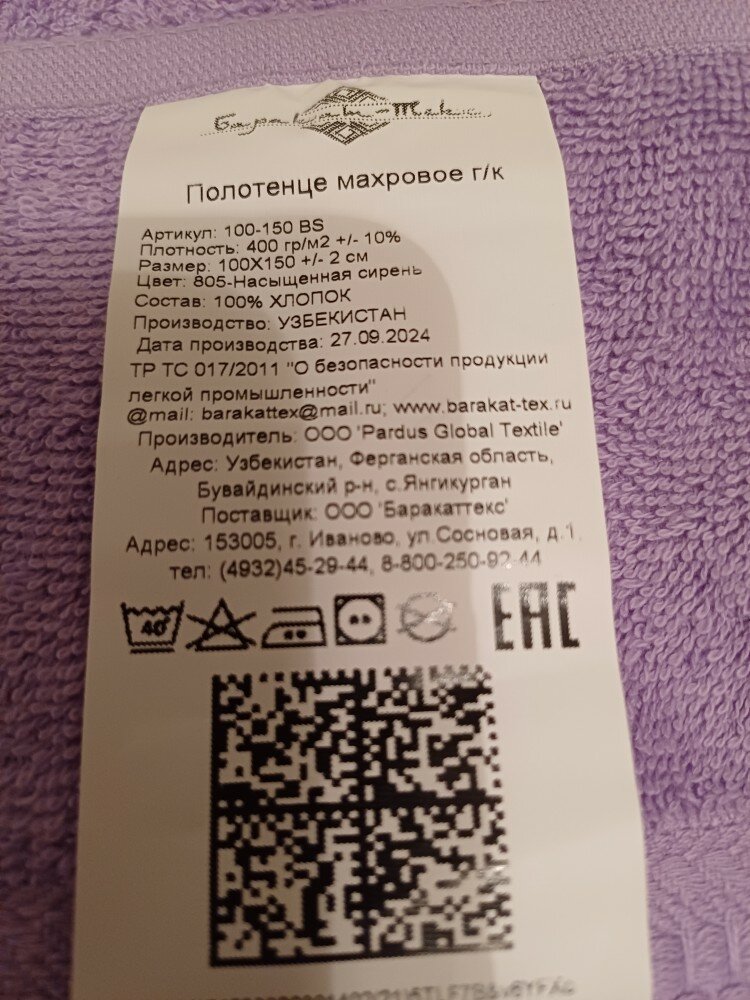 Баракат-Текс
Полотенце махровое г/к
Артикул: 100-150 BS
Плотность: 400 гр/м2 +/- 10%
Размер: 100X150 +/- 2 см
Цвет: 805-Насыщенная сирень
Состав: 100% ХЛОПОК
Производство: УЗБЕКИСТАН
Дата производства: 27.09.2024
ТР ТС 017/2011 "О безопасности продукции
легкой промышленности"
@mail: barakattex@mail.ru; www.barakat-tex.ru
Производитель: ООО 'Pardus Global Textile'
Адрес: Узбекистан, Ферганская область,
Бувайдинский р-н, с.Янгикурган
Поставщик: ООО 'Баракаттекс'
Адрес: 153005, г. Иваново, ул.Сосновая, д.1.
тел: (4932)45-29-44, 8-800-250-92-44
40
EAC